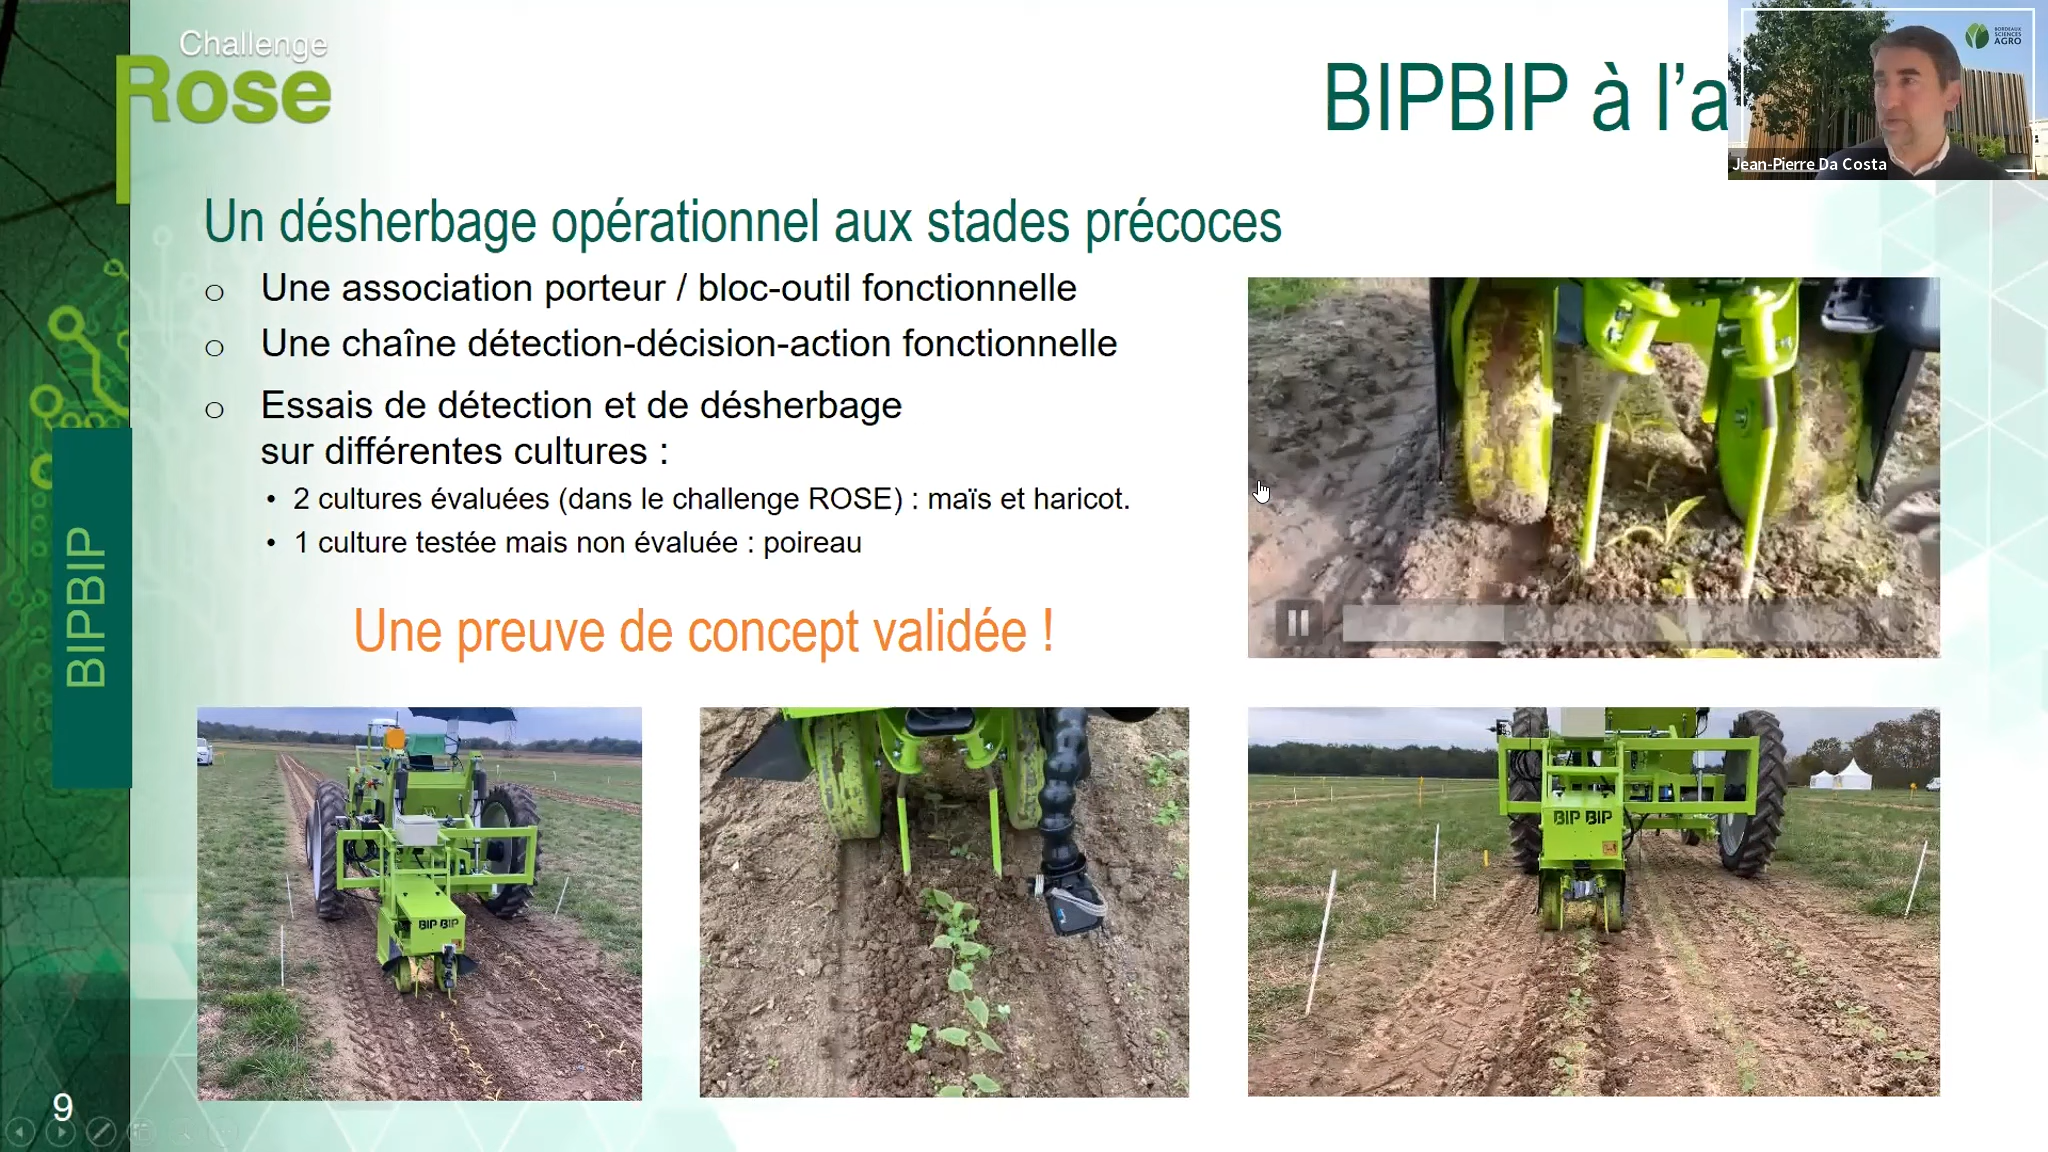 Challenge
Rose
BIPBIP à l'a
BORDEAUX
SCIENCES
AGRO
Jean-Pierre Da Costa
Un désherbage opérationnel aux stades précoces
o Une association porteur / bloc-outil fonctionnelle
o Une chaîne détection-décision-action fonctionnelle
o Essais de détection et de désherbage
sur différentes cultures :
• 2 cultures évaluées (dans le challenge ROSE) : maïs et haricot.
• 1 culture testée mais non évaluée : poireau
Une preuve de concept validée !
BIPBIP
BIP BIP
BIP BIP
9